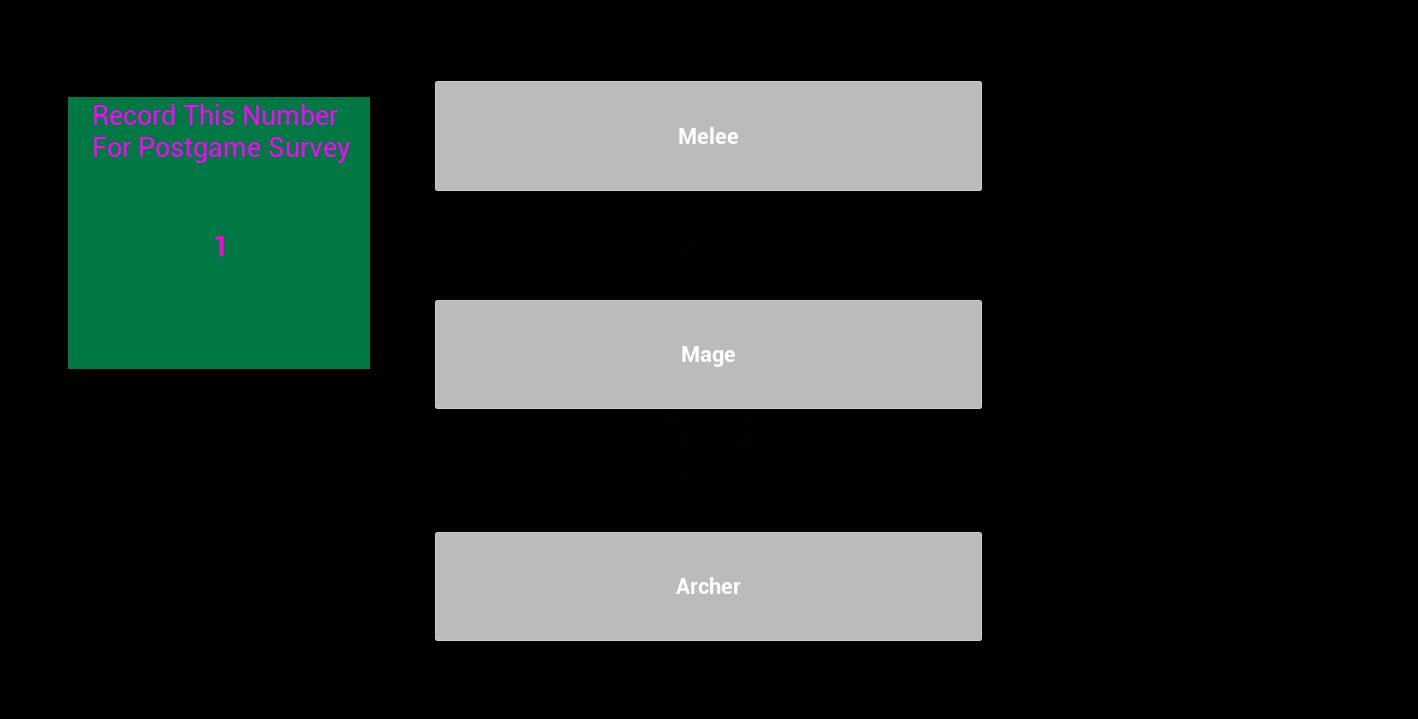 Record This Number
For Postgame Survey
1
Melee
Mage
Archer